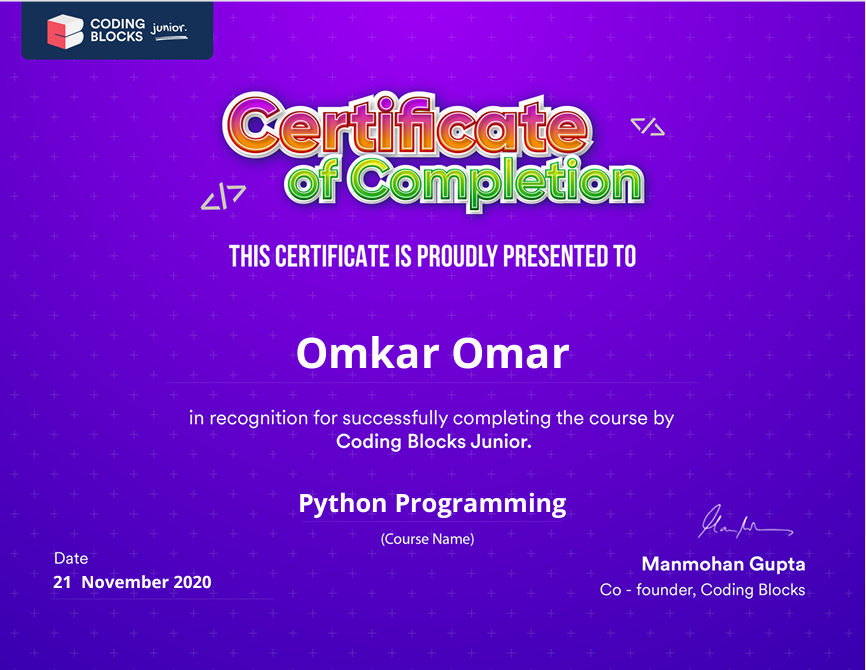 CODING
BLOCKS junior.
Certificate
of Completion
THIS CERTIFICATE IS PROUDLY PRESENTED TO
Omkar Omar
in recognition for successfully completing the course by
Coding Blocks Junior.
Python Programming
(Course Name)
Date
21 November 2020
Manmohan Gupta
Co - founder, Coding Blocks